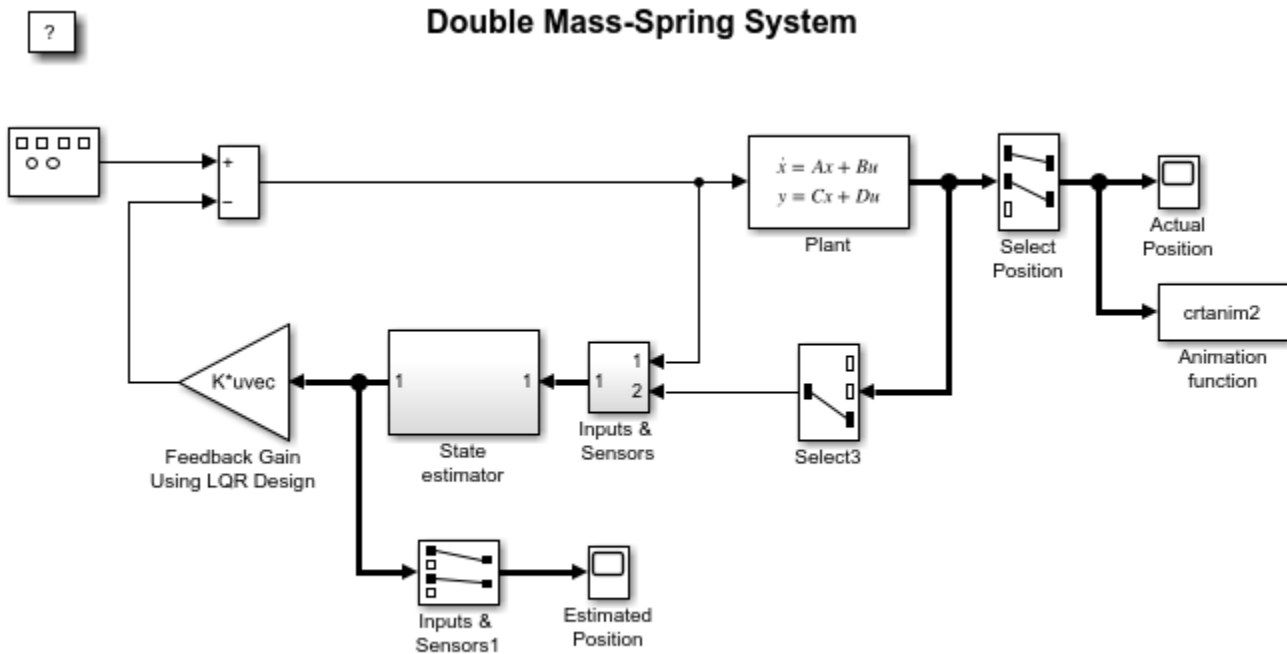 Double Mass-Spring System
?
+
−
ẋ = Ax + Bu
y = Cx + Du
Plant
Select
Position
Actual
Position
crtanim2
Animation
function
K*uvec
Feedback Gain
Using LQR Design
1
1
State
estimator
1
1
2
Inputs &
Sensors
Select3
Inputs &
Sensors1
Estimated
Position